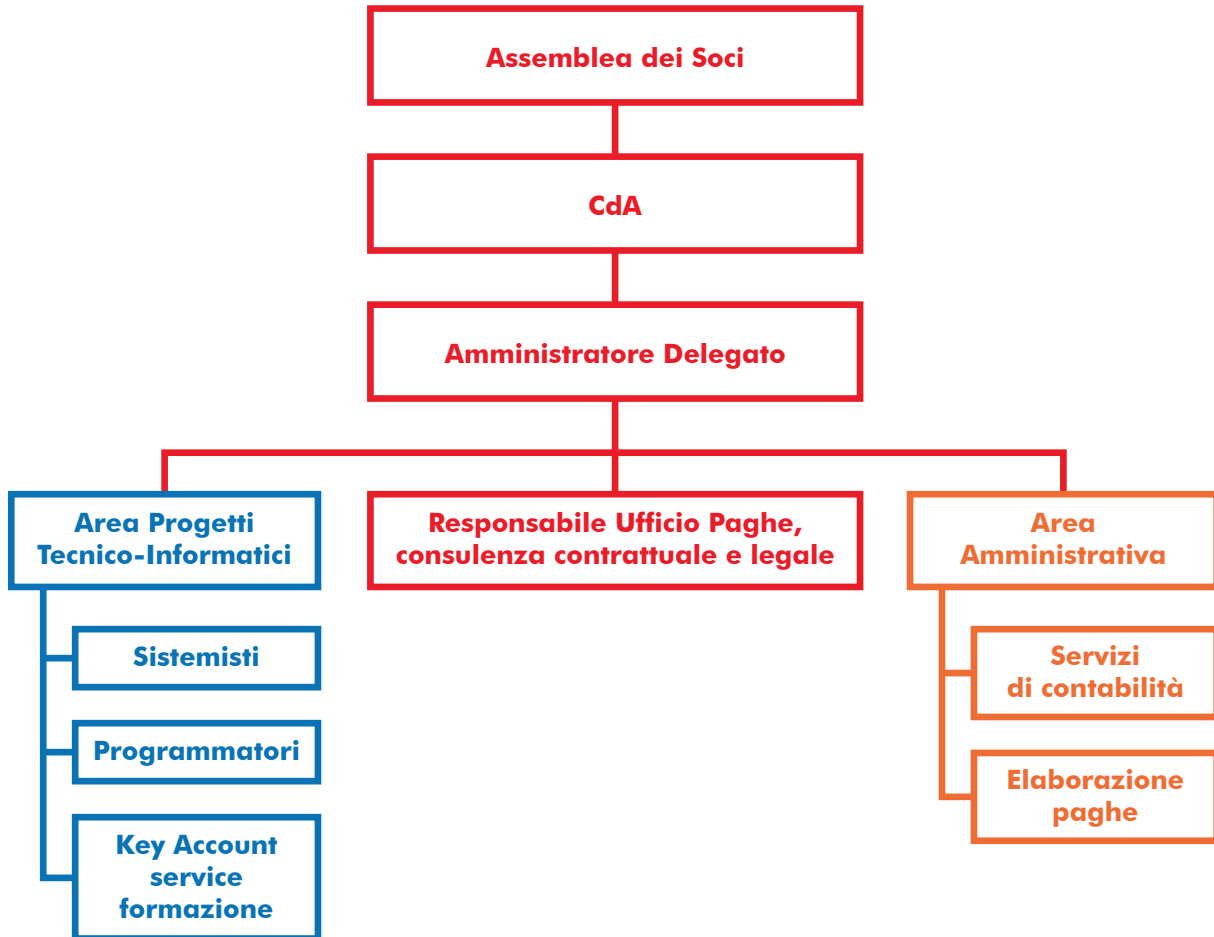 Assemblea dei Soci
CdA
Amministratore Delegato
Area Progetti
Tecnico-Informatici
Responsabile Ufficio Paghe,
consulenza contrattuale e legale
Area
Amministrativa
Sistemisti
Programmatori
Key Account
service
formazione
Servizi
di contabilità
Elaborazione
paghe